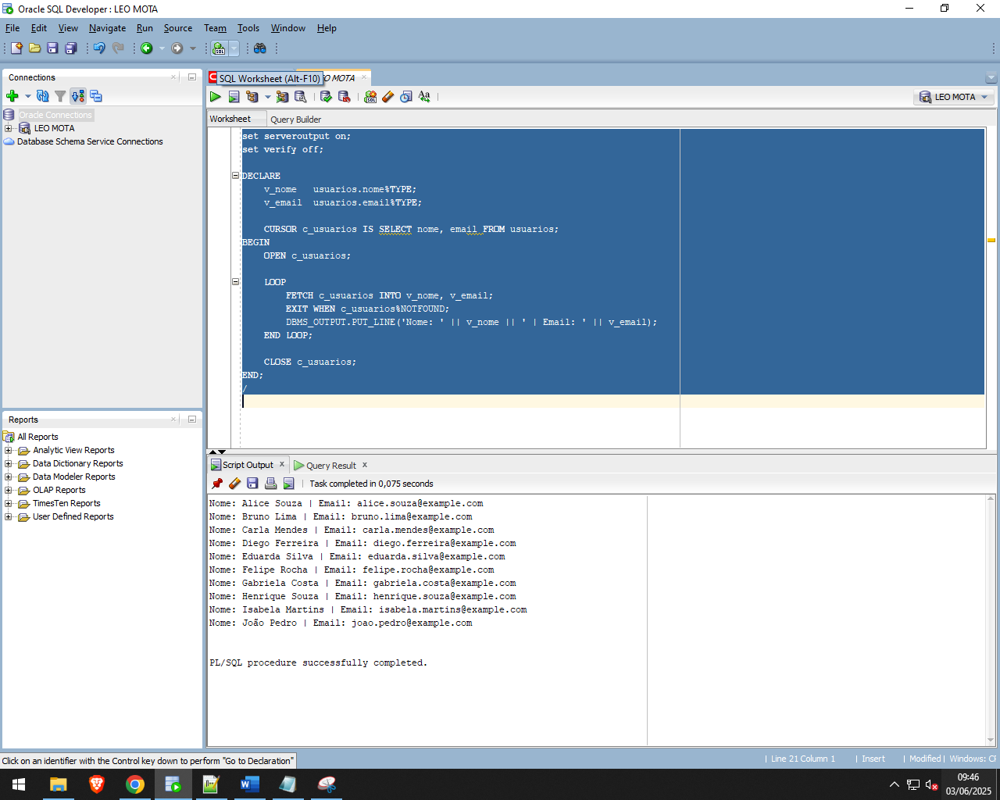 Oracle SQL Developer : LEO MOTA
File Edit View Navigate Run Source Team Tools Window Help
Connections
Oracle Connections
LEO MOTA
Database Schema Service Connections
Reports
All Reports
Analytic View Reports
Data Dictionary Reports
Data Modeler Reports
OLAP Reports
TimesTen Reports
User Defined Reports
SQL Worksheet (Alt-F10)
MOTA
LEO MOTA
Worksheet Query Builder
set serveroutput on;
set verify off;
DECLARE
v_nome usuarios.nome%TYPE;
v_email usuarios.email%TYPE;
CURSOR c_usuarios IS SELECT nome, email FROM usuarios;
BEGIN
OPEN c_usuarios;
LOOP
FETCH c_usuarios INTO v_nome, v_email;
EXIT WHEN c_usuarios%NOTFOUND;
DBMS_OUTPUT.PUT_LINE('Nome: ' || v_nome || ' | Email: ' || v_email);
END LOOP;
CLOSE c_usuarios;
END;
/
Script Output Query Result
Task completed in 0,075 seconds
Nome: Alice Souza | Email: alice.souza@example.com
Nome: Bruno Lima | Email: bruno.lima@example.com
Nome: Carla Mendes | Email: carla.mendes@example.com
Nome: Diego Ferreira | Email: diego.ferreira@example.com
Nome: Eduarda Silva | Email: eduarda.silva@example.com
Nome: Felipe Rocha | Email: felipe.rocha@example.com
Nome: Gabriela Costa | Email: gabriela.costa@example.com
Nome: Henrique Souza | Email: henrique.souza@example.com
Nome: Isabela Martins | Email: isabela.martins@example.com
Nome: João Pedro | Email: joao.pedro@example.com
PL/SQL procedure successfully completed.
Click on an identifier with the Control key down to perform "Go to Declaration"
Line 21 Column 1 Insert Modified Windows: CF
09:46
03/06/2025